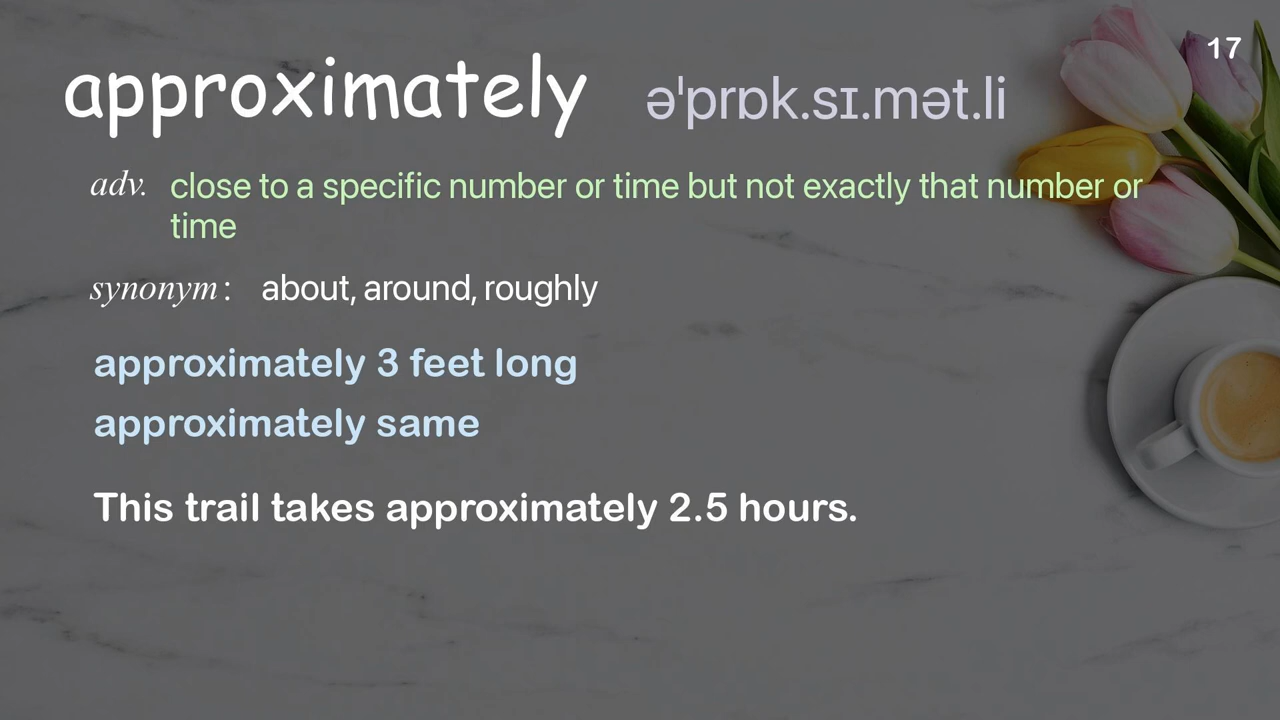 17
approximately əˈprɒk.sɪ.mət.li
adv. close to a specific number or time but not exactly that number or
time
synonym: about, around, roughly
approximately 3 feet long
approximately same
This trail takes approximately 2.5 hours.